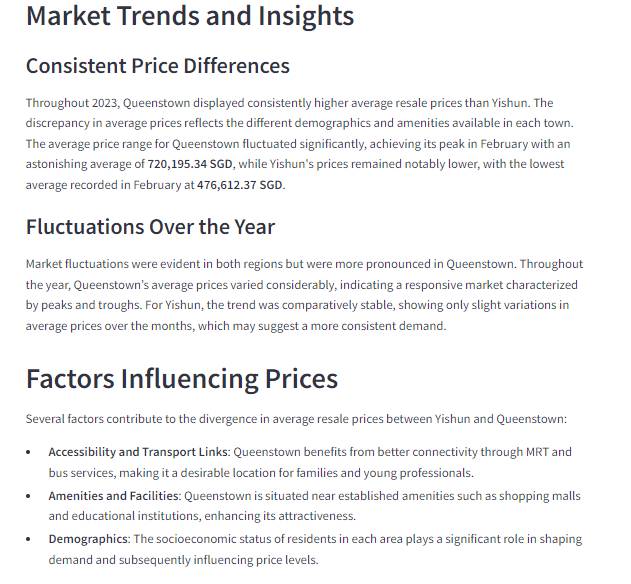 Market Trends and Insights
Consistent Price Differences
Throughout 2023, Queenstown displayed consistently higher average resale prices than Yishun. The
discrepancy in average prices reflects the different demographics and amenities available in each town.
The average price range for Queenstown fluctuated significantly, achieving its peak in February with an
astonishing average of 720,195.34 SGD, while Yishun's prices remained notably lower, with the lowest
average recorded in February at 476,612.37 SGD.
Fluctuations Over the Year
Market fluctuations were evident in both regions but were more pronounced in Queenstown. Throughout
the year, Queenstown’s average prices varied considerably, indicating a responsive market characterized
by peaks and troughs. For Yishun, the trend was comparatively stable, showing only slight variations in
average prices over the months, which may suggest a more consistent demand.
Factors Influencing Prices
Several factors contribute to the divergence in average resale prices between Yishun and Queenstown:
• Accessibility and Transport Links: Queenstown benefits from better connectivity through MRT and
bus services, making it a desirable location for families and young professionals.
• Amenities and Facilities: Queenstown is situated near established amenities such as shopping malls
and educational institutions, enhancing its attractiveness.
• Demographics: The socioeconomic status of residents in each area plays a significant role in shaping
demand and subsequently influencing price levels.